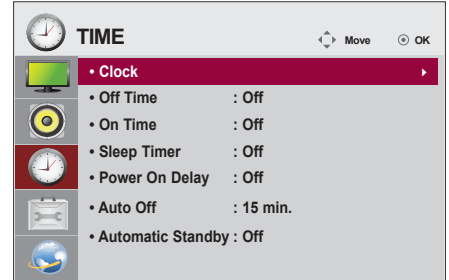 TIME Move OK
• Clock
• Off Time : Off
• On Time : Off
• Sleep Timer : Off
• Power On Delay : Off
• Auto Off : 15 min.
• Automatic Standby : Off